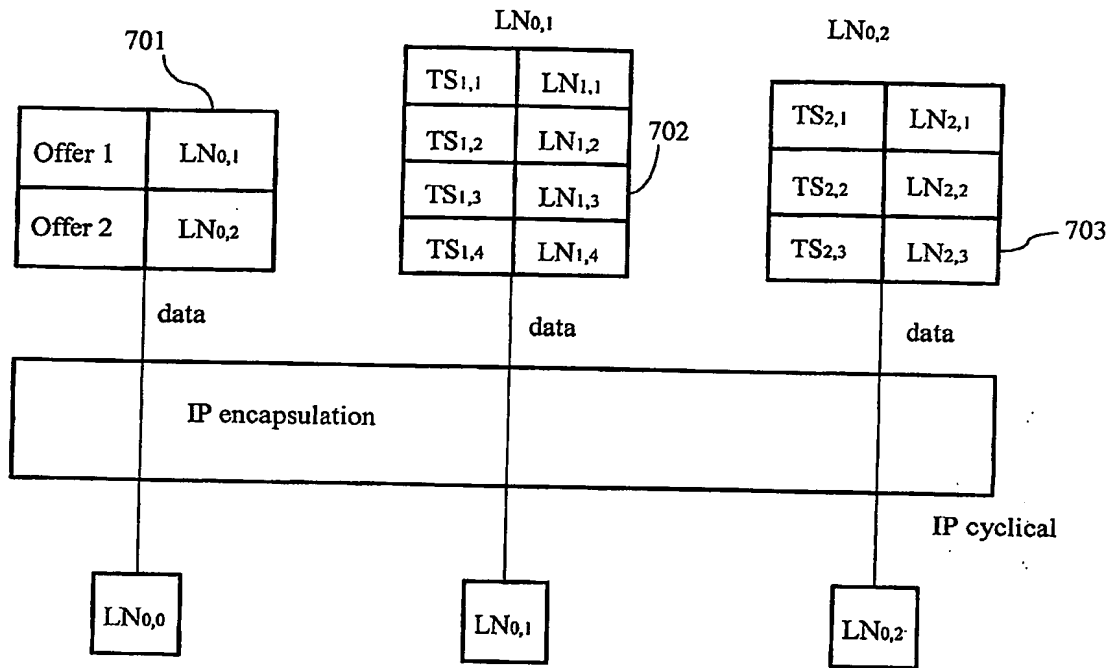 701
LN0,1
LN0,2
Offer 1 LN0,1
Offer 2 LN0,2
TS1,1 LN1,1
TS1,2 LN1,2
TS1,3 LN1,3
TS1,4 LN1,4
702
TS2,1 LN2,1
TS2,2 LN2,2
TS2,3 LN2,3
703
data
data
data
IP encapsulation
IP cyclical
LN0,0
LN0,1
LN0,2